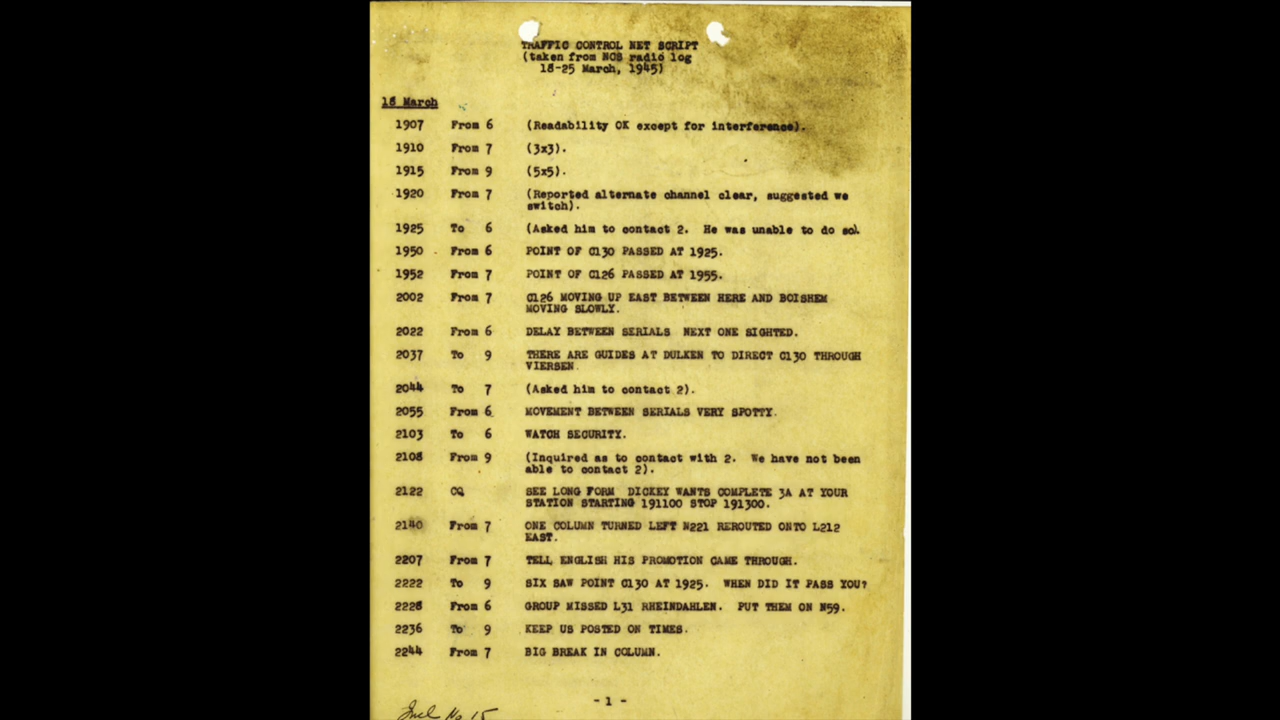 TRAFFIC CONTROL NET SCRIPT
(taken from NCS radio log
18-25 March, 1945)
18 March
1907 From 6 (Readability OK except for interference).
1910 From 7 (3x3).
1915 From 9 (5x5).
1920 From 7 (Reported alternate channel clear, suggested we
switch).
1925 To 6 (Asked him to contact 2. He was unable to do so).
1950 From 6 POINT OF C130 PASSED AT 1925.
1952 From 7 POINT OF C126 PASSED AT 1955.
2002 From 7 C126 MOVING UP EAST BETWEEN HERE AND BOISHEM
MOVING SLOWLY.
2022 From 6 DELAY BETWEEN SERIALS NEXT ONE SIGHTED.
2037 To 9 THERE ARE GUIDES AT DULKEN TO DIRECT C130 THROUGH
VIERSEN.
2044 To 7 (Asked him to contact 2).
2055 From 6 MOVEMENT BETWEEN SERIALS VERY SPOTTY.
2103 To 6 WATCH SECURITY.
2108 From 9 (Inquired as to contact with 2. We have not been
able to contact 2).
2122 CQ SEE LONG FORM DICKEY WANTS COMPLETE 3A AT YOUR
STATION STARTING 191100 STOP 191300.
2140 From 7 ONE COLUMN TURNED LEFT N221 REROUTED ONTO L212
EAST.
2207 From 7 TELL ENGLISH HIS PROMOTION CAME THROUGH.
2222 To 9 SIX SAW POINT C130 AT 1925. WHEN DID IT PASS YOU?
2228 From 6 GROUP MISSED L31 RHEINDAHLEN. PUT THEM ON N59.
2236 To 9 KEEP US POSTED ON TIMES.
2244 From 7 BIG BREAK IN COLUMN.
- 1 -
Incl No 15